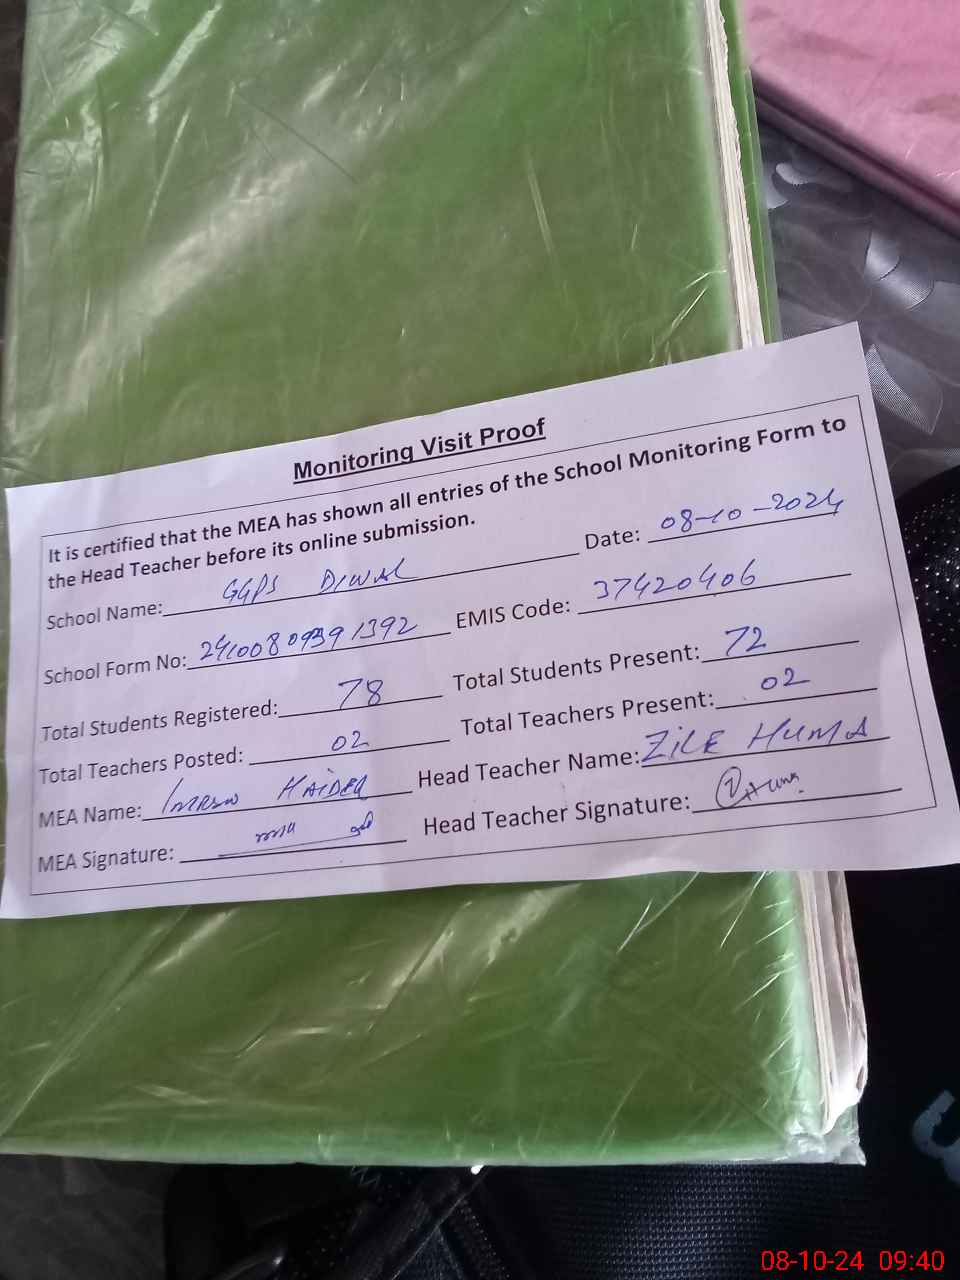 Monitoring Visit Proof
It is certified that the MEA has shown all entries of the School Monitoring Form to
the Head Teacher before its online submission.
School Name: GGPS DIWAL Date: 08-10-2024
School Form No: 24100809391392 EMIS Code: 37420406
Total Students Registered: 78 Total Students Present: 72
Total Teachers Posted: 02 Total Teachers Present: 02
MEA Name: IMRAN HAIDER Head Teacher Name: ZILE HUMA
MEA Signature: Head Teacher Signature:
08-10-24 09:40